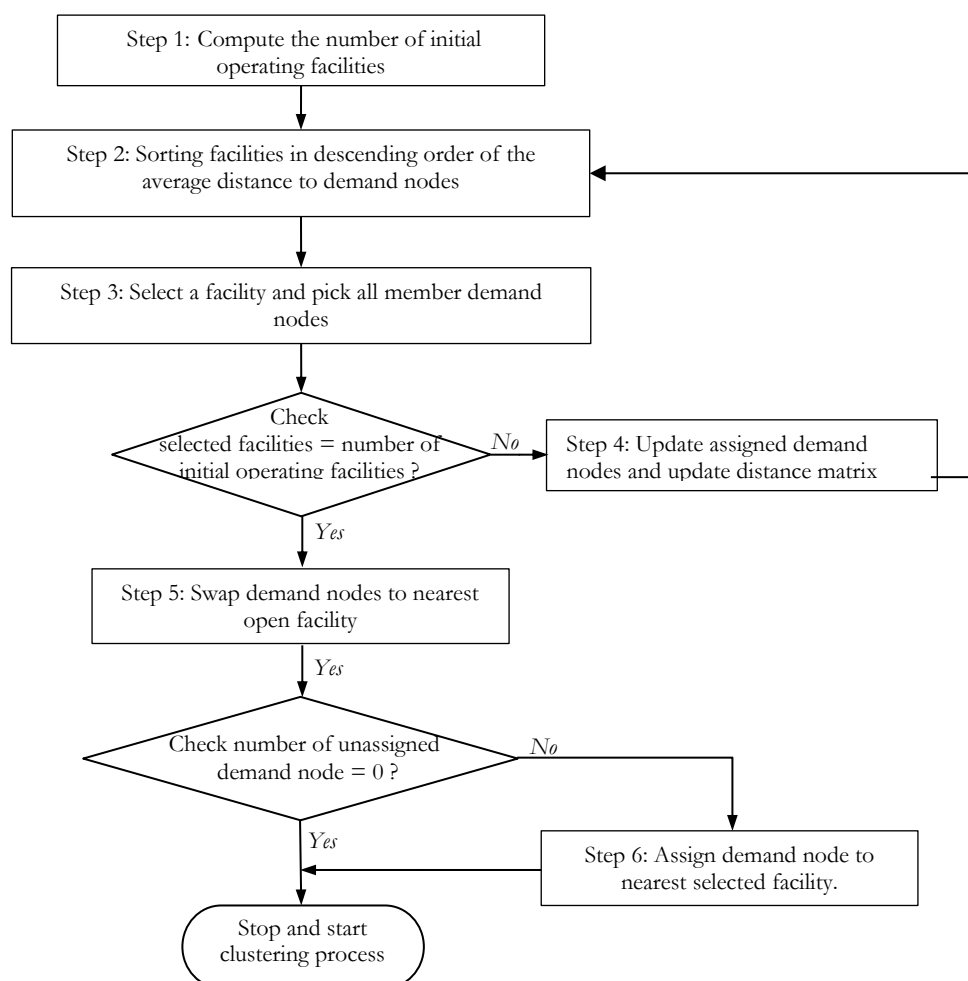 Step 1: Compute the number of initial
operating facilities
Step 2: Sorting facilities in descending order of the
average distance to demand nodes
Step 3: Select a facility and pick all member demand
nodes
Check
selected facilities = number of
initial operating facilities ?
No
Step 4: Update assigned demand
nodes and update distance matrix
Yes
Step 5: Swap demand nodes to nearest
open facility
Yes
Check number of unassigned
demand node = 0 ?
No
Yes
Step 6: Assign demand node to
nearest selected facility.
Stop and start
clustering process